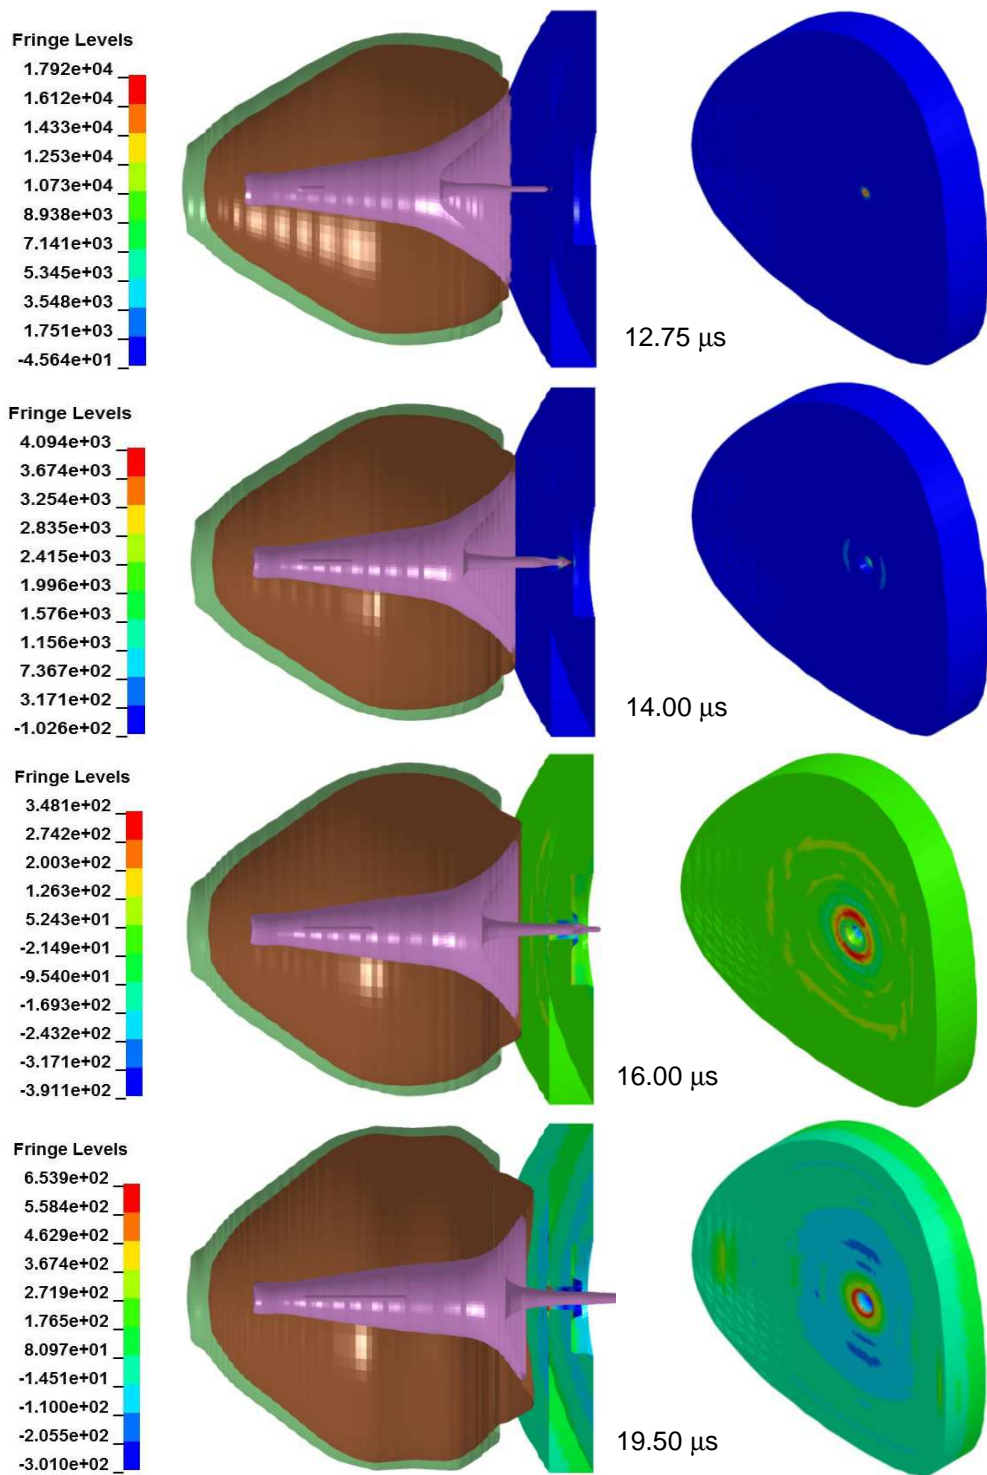 Fringe Levels
1.792e+04
1.612e+04
1.433e+04
1.253e+04
1.073e+04
8.938e+03
7.141e+03
5.345e+03
3.548e+03
1.751e+03
-4.564e+01
12.75 μs
Fringe Levels
4.094e+03
3.674e+03
3.254e+03
2.835e+03
2.415e+03
1.996e+03
1.576e+03
1.156e+03
7.367e+02
3.171e+02
-1.026e+02
14.00 μs
Fringe Levels
3.481e+02
2.742e+02
2.003e+02
1.263e+02
5.243e+01
-2.149e+01
-9.540e+01
-1.693e+02
-2.432e+02
-3.171e+02
-3.911e+02
16.00 μs
Fringe Levels
6.539e+02
5.584e+02
4.629e+02
3.674e+02
2.719e+02
1.765e+02
8.097e+01
-1.451e+01
-1.100e+02
-2.055e+02
-3.010e+02
19.50 μs